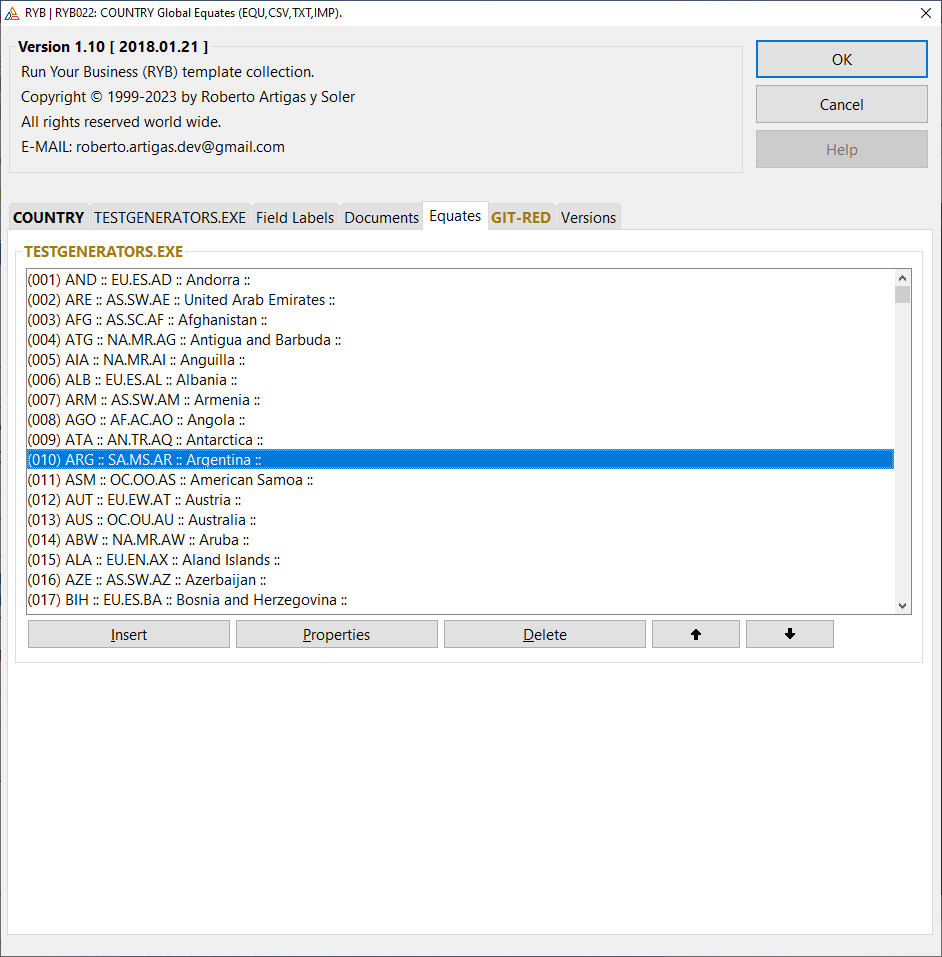 RYB | RYB022: COUNTRY Global Equates (EQU,CSV,TXT,IMP).
Version 1.10 [ 2018.01.21 ]
Run Your Business (RYB) template collection.
Copyright © 1999-2023 by Roberto Artigas y Soler
All rights reserved world wide.
E-MAIL: roberto.artigas.dev@gmail.com
OK
Cancel
Help
COUNTRY TESTGENERATORS.EXE Field Labels Documents Equates GIT-RED Versions
TESTGENERATORS.EXE
(001) AND :: EU.ES.AD :: Andorra ::
(002) ARE :: AS.SW.AE :: United Arab Emirates ::
(003) AFG :: AS.SC.AF :: Afghanistan ::
(004) ATG :: NA.MR.AG :: Antigua and Barbuda ::
(005) AIA :: NA.MR.AI :: Anguilla ::
(006) ALB :: EU.ES.AL :: Albania ::
(007) ARM :: AS.SW.AM :: Armenia ::
(008) AGO :: AF.AC.AO :: Angola ::
(009) ATA :: AN.TR.AQ :: Antarctica ::
(010) ARG :: SA.MS.AR :: Argentina ::
(011) ASM :: OC.OO.AS :: American Samoa ::
(012) AUT :: EU.EW.AT :: Austria ::
(013) AUS :: OC.OU.AU :: Australia ::
(014) ABW :: NA.MR.AW :: Aruba ::
(015) ALA :: EU.EN.AX :: Aland Islands ::
(016) AZE :: AS.SW.AZ :: Azerbaijan ::
(017) BIH :: EU.ES.BA :: Bosnia and Herzegovina ::
Insert Properties Delete